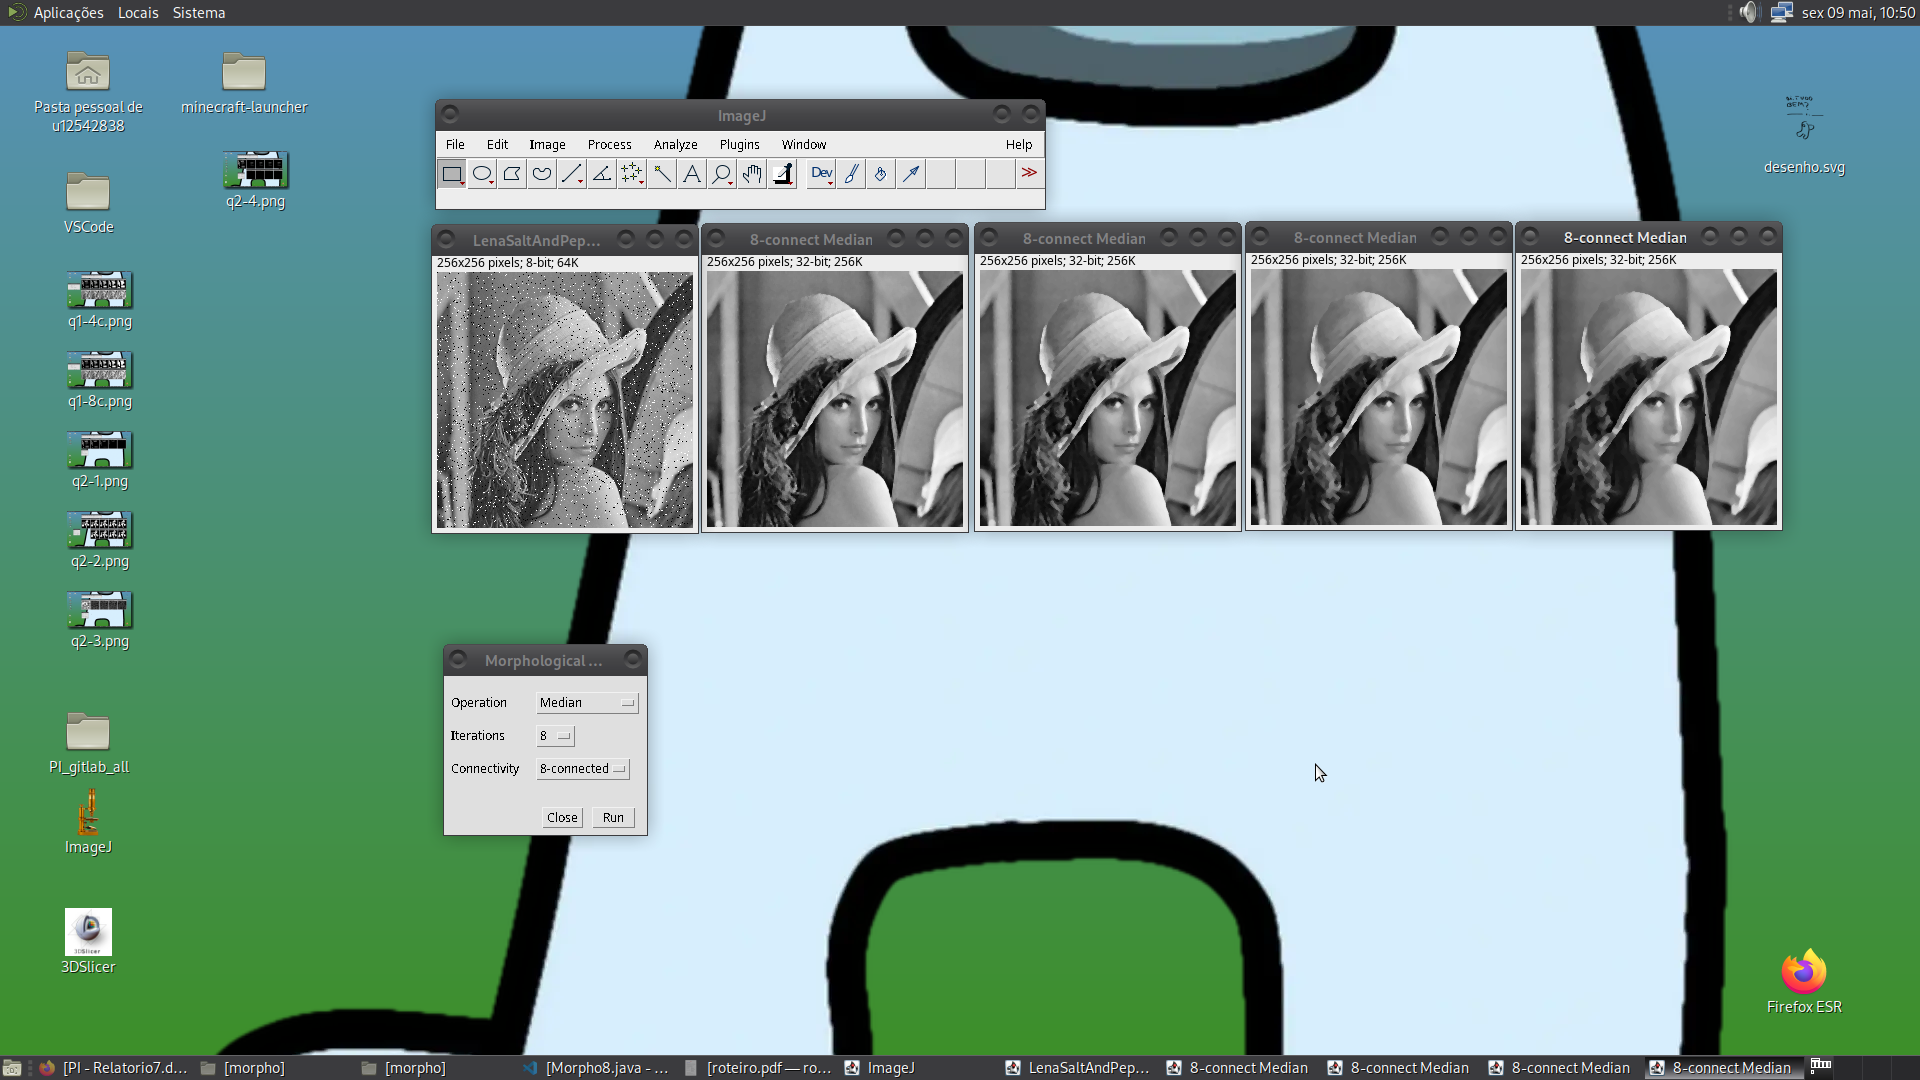 Aplicações Locais Sistema
sex 09 mai, 10:50
Pasta pessoal de
u12542838
minecraft-launcher
q2-4.png
VSCode
q1-4c.png
q1-8c.png
q2-1.png
q2-2.png
q2-3.png
PI_gitlab_all
ImageJ
3DSlicer
ImageJ
File Edit Image Process Analyze Plugins Window Help
Dev
>>
LenaSaltAndPep...
256x256 pixels; 8-bit; 64K
8-connect Median
256x256 pixels; 32-bit; 256K
8-connect Median
256x256 pixels; 32-bit; 256K
8-connect Median
256x256 pixels; 32-bit; 256K
8-connect Median
256x256 pixels; 32-bit; 256K
Morphological ...
Operation Median
Iterations 8
Connectivity 8-connected
Close Run
desenho.svg
Firefox ESR
[PI - Relatorio7.d... [morpho] [morpho] [Morpho8.java - ... [roteiro.pdf — ro... ImageJ LenaSaltAndPep... 8-connect Median 8-connect Median 8-connect Median 8-connect Median